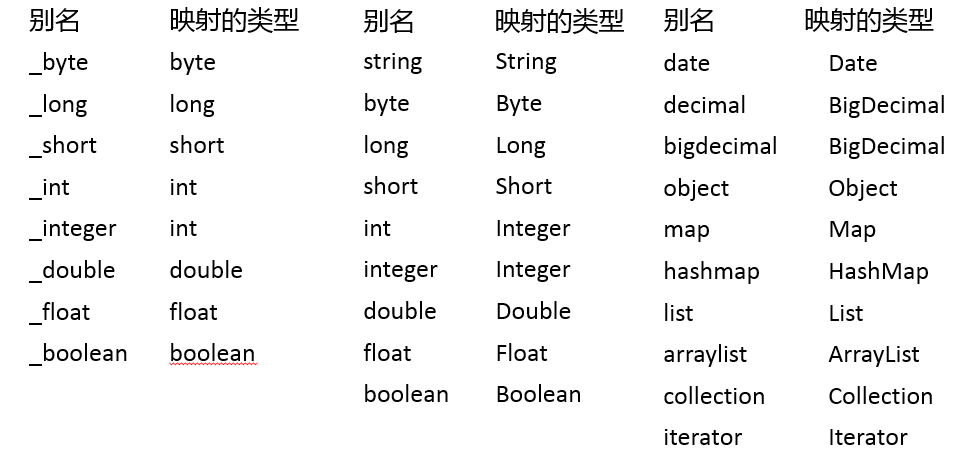 别名 映射的类型 别名 映射的类型 别名 映射的类型
_byte byte string String date Date
_long long byte Byte decimal BigDecimal
_short short long Long bigdecimal BigDecimal
_int int short Short object Object
_integer int int Integer map Map
_double double integer Integer hashmap HashMap
_float float double Double list List
_boolean boolean float Float arraylist ArrayList
boolean Boolean collection Collection
iterator Iterator